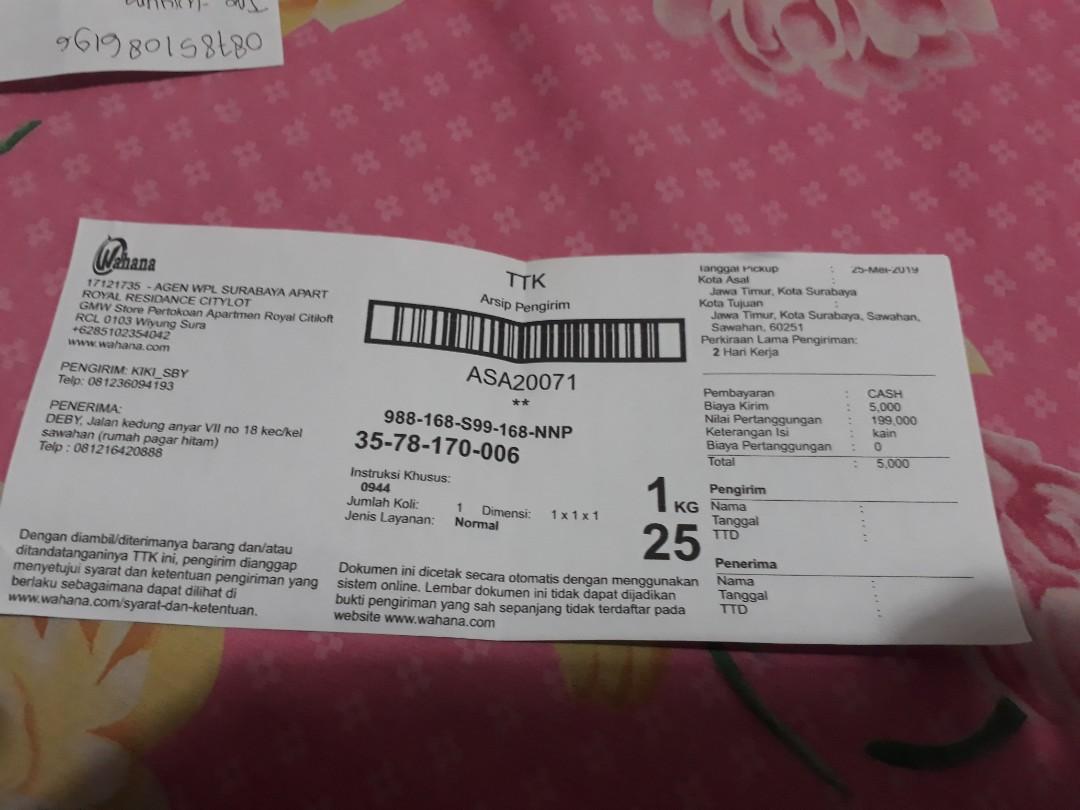 087851086196
Wahana
17121735 - AGEN WPL SURABAYA APART
ROYAL RESIDANCE CITYLOT
GMW Store Pertokoan Apartmen Royal Citiloft
RCL 0103 Wiyung Sura
+6285102354042
www.wahana.com
PENGIRIM: KIKI_SBY
Telp: 081236094193
PENERIMA:
DEBY, Jalan kedung anyar VII no 18 kec/kel
sawahan (rumah pagar hitam)
Telp : 081216420888
Dengan diambil/diterimanya barang dan/atau
ditandatanganinya TTK ini, pengirim dianggap
menyetujui syarat dan ketentuan pengiriman yang
berlaku sebagaimana dapat dilihat di
www.wahana.com/syarat-dan-ketentuan.
TTK
Arsip Pengirim
ASA20071
**
988-168-S99-168-NNP
35-78-170-006
Instruksi Khusus:
0944
Jumlah Koli: 1 Dimensi: 1 x 1 x 1
Jenis Layanan: Normal
1 KG
25
Dokumen ini dicetak secara otomatis dengan menggunakan
sistem online. Lembar dokumen ini tidak dapat dijadikan
bukti pengiriman yang sah sepanjang tidak terdaftar pada
website www.wahana.com
Tanggal Pickup : 25-Mei-2019
Kota Asal :
Jawa Timur, Kota Surabaya
Kota Tujuan :
Jawa Timur, Kota Surabaya, Sawahan,
Sawahan, 60251
Perkiraan Lama Pengiriman:
2 Hari Kerja
Pembayaran : CASH
Biaya Kirim : 5,000
Nilai Pertanggungan : 199,000
Keterangan Isi : kain
Biaya Pertanggungan : 0
Total : 5,000
Pengirim
Nama :
Tanggal :
TTD :
Penerima
Nama :
Tanggal :
TTD :